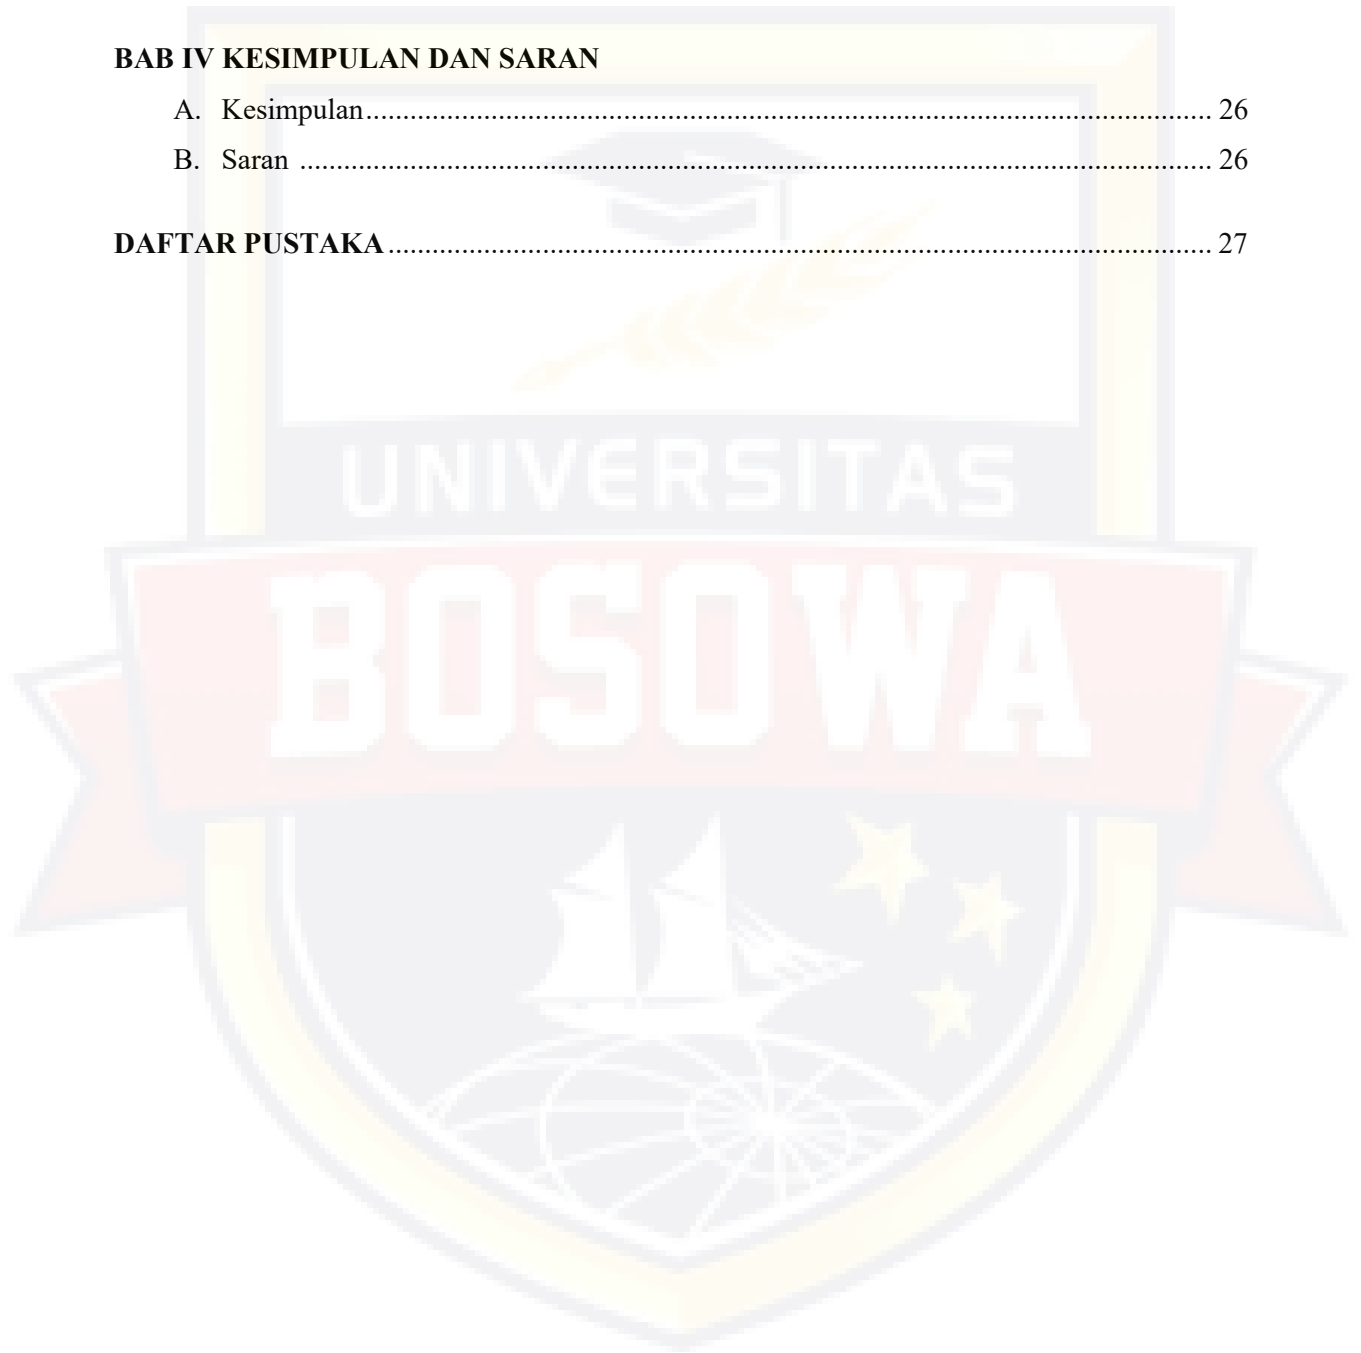 BAB IV KESIMPULAN DAN SARAN
A. Kesimpulan.................................................................................................................. 26
B. Saran .......................................................................................................................... 26
DAFTAR PUSTAKA............................................................................................................... 27
UNIVERSITAS
BOSOWA